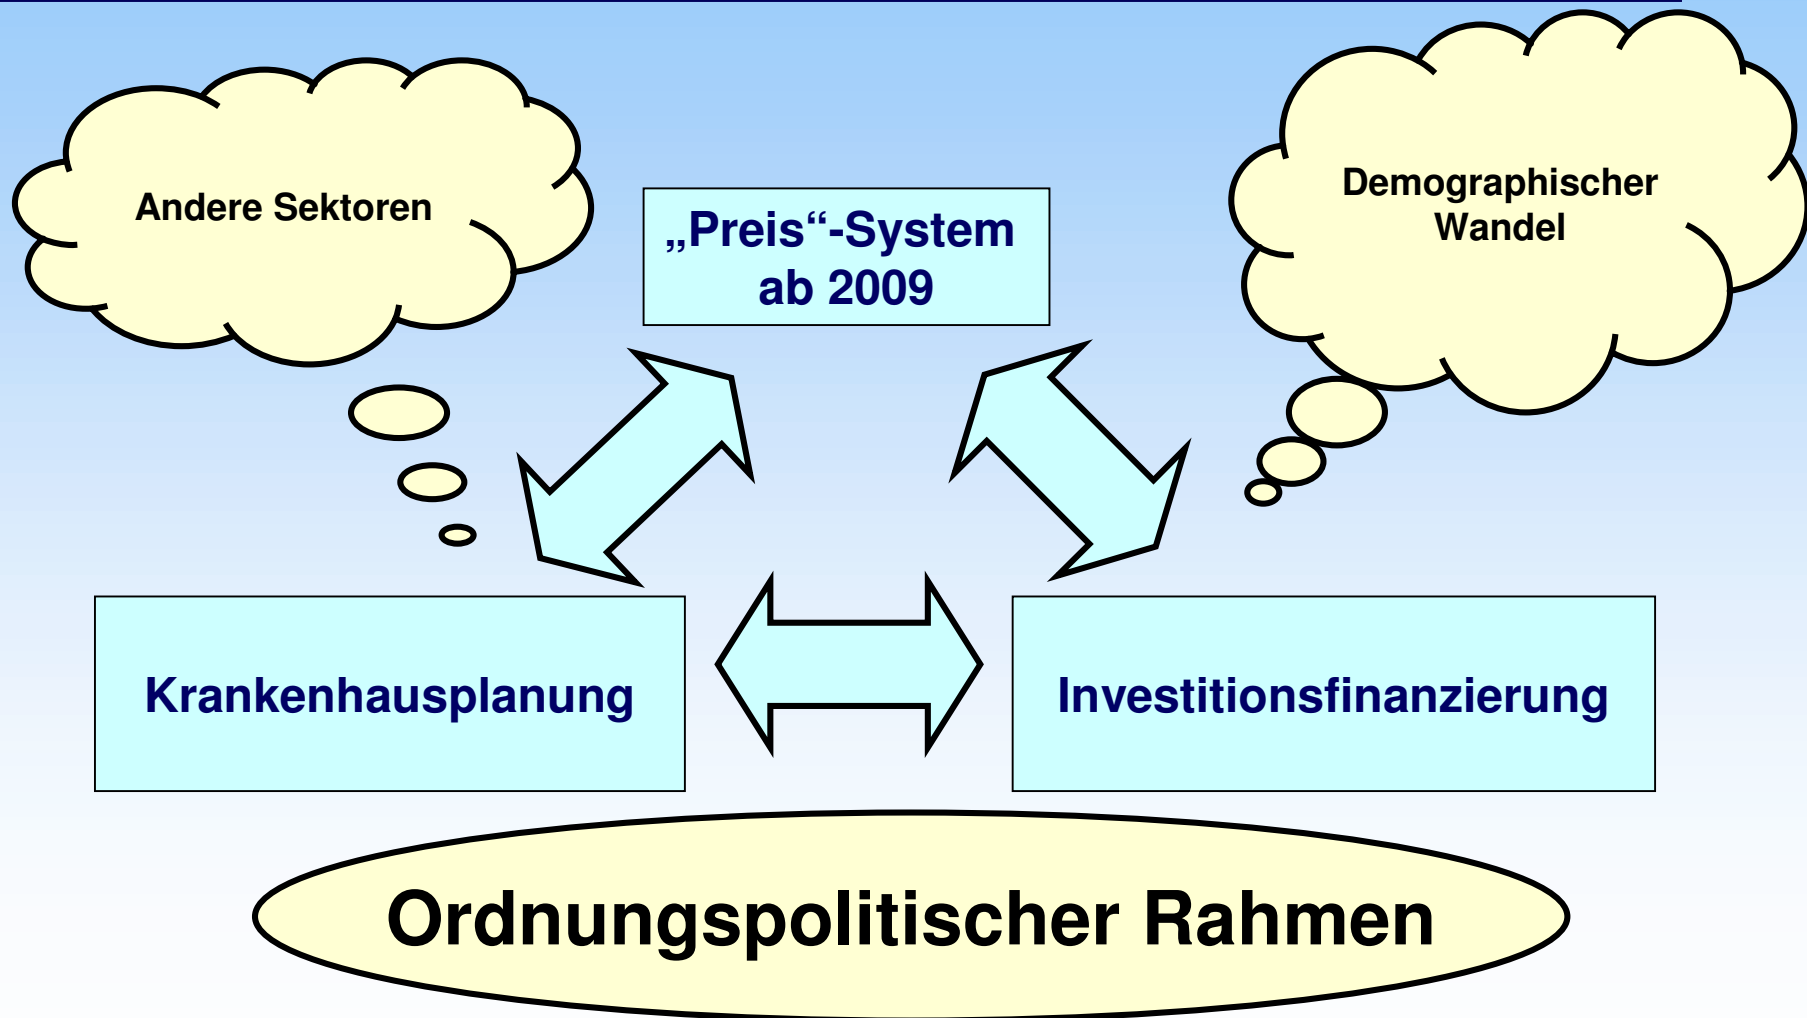 Andere Sektoren
Demographischer
Wandel
„Preis“-System
ab 2009
Krankenhausplanung
Investitionsfinanzierung
Ordnungspolitischer Rahmen